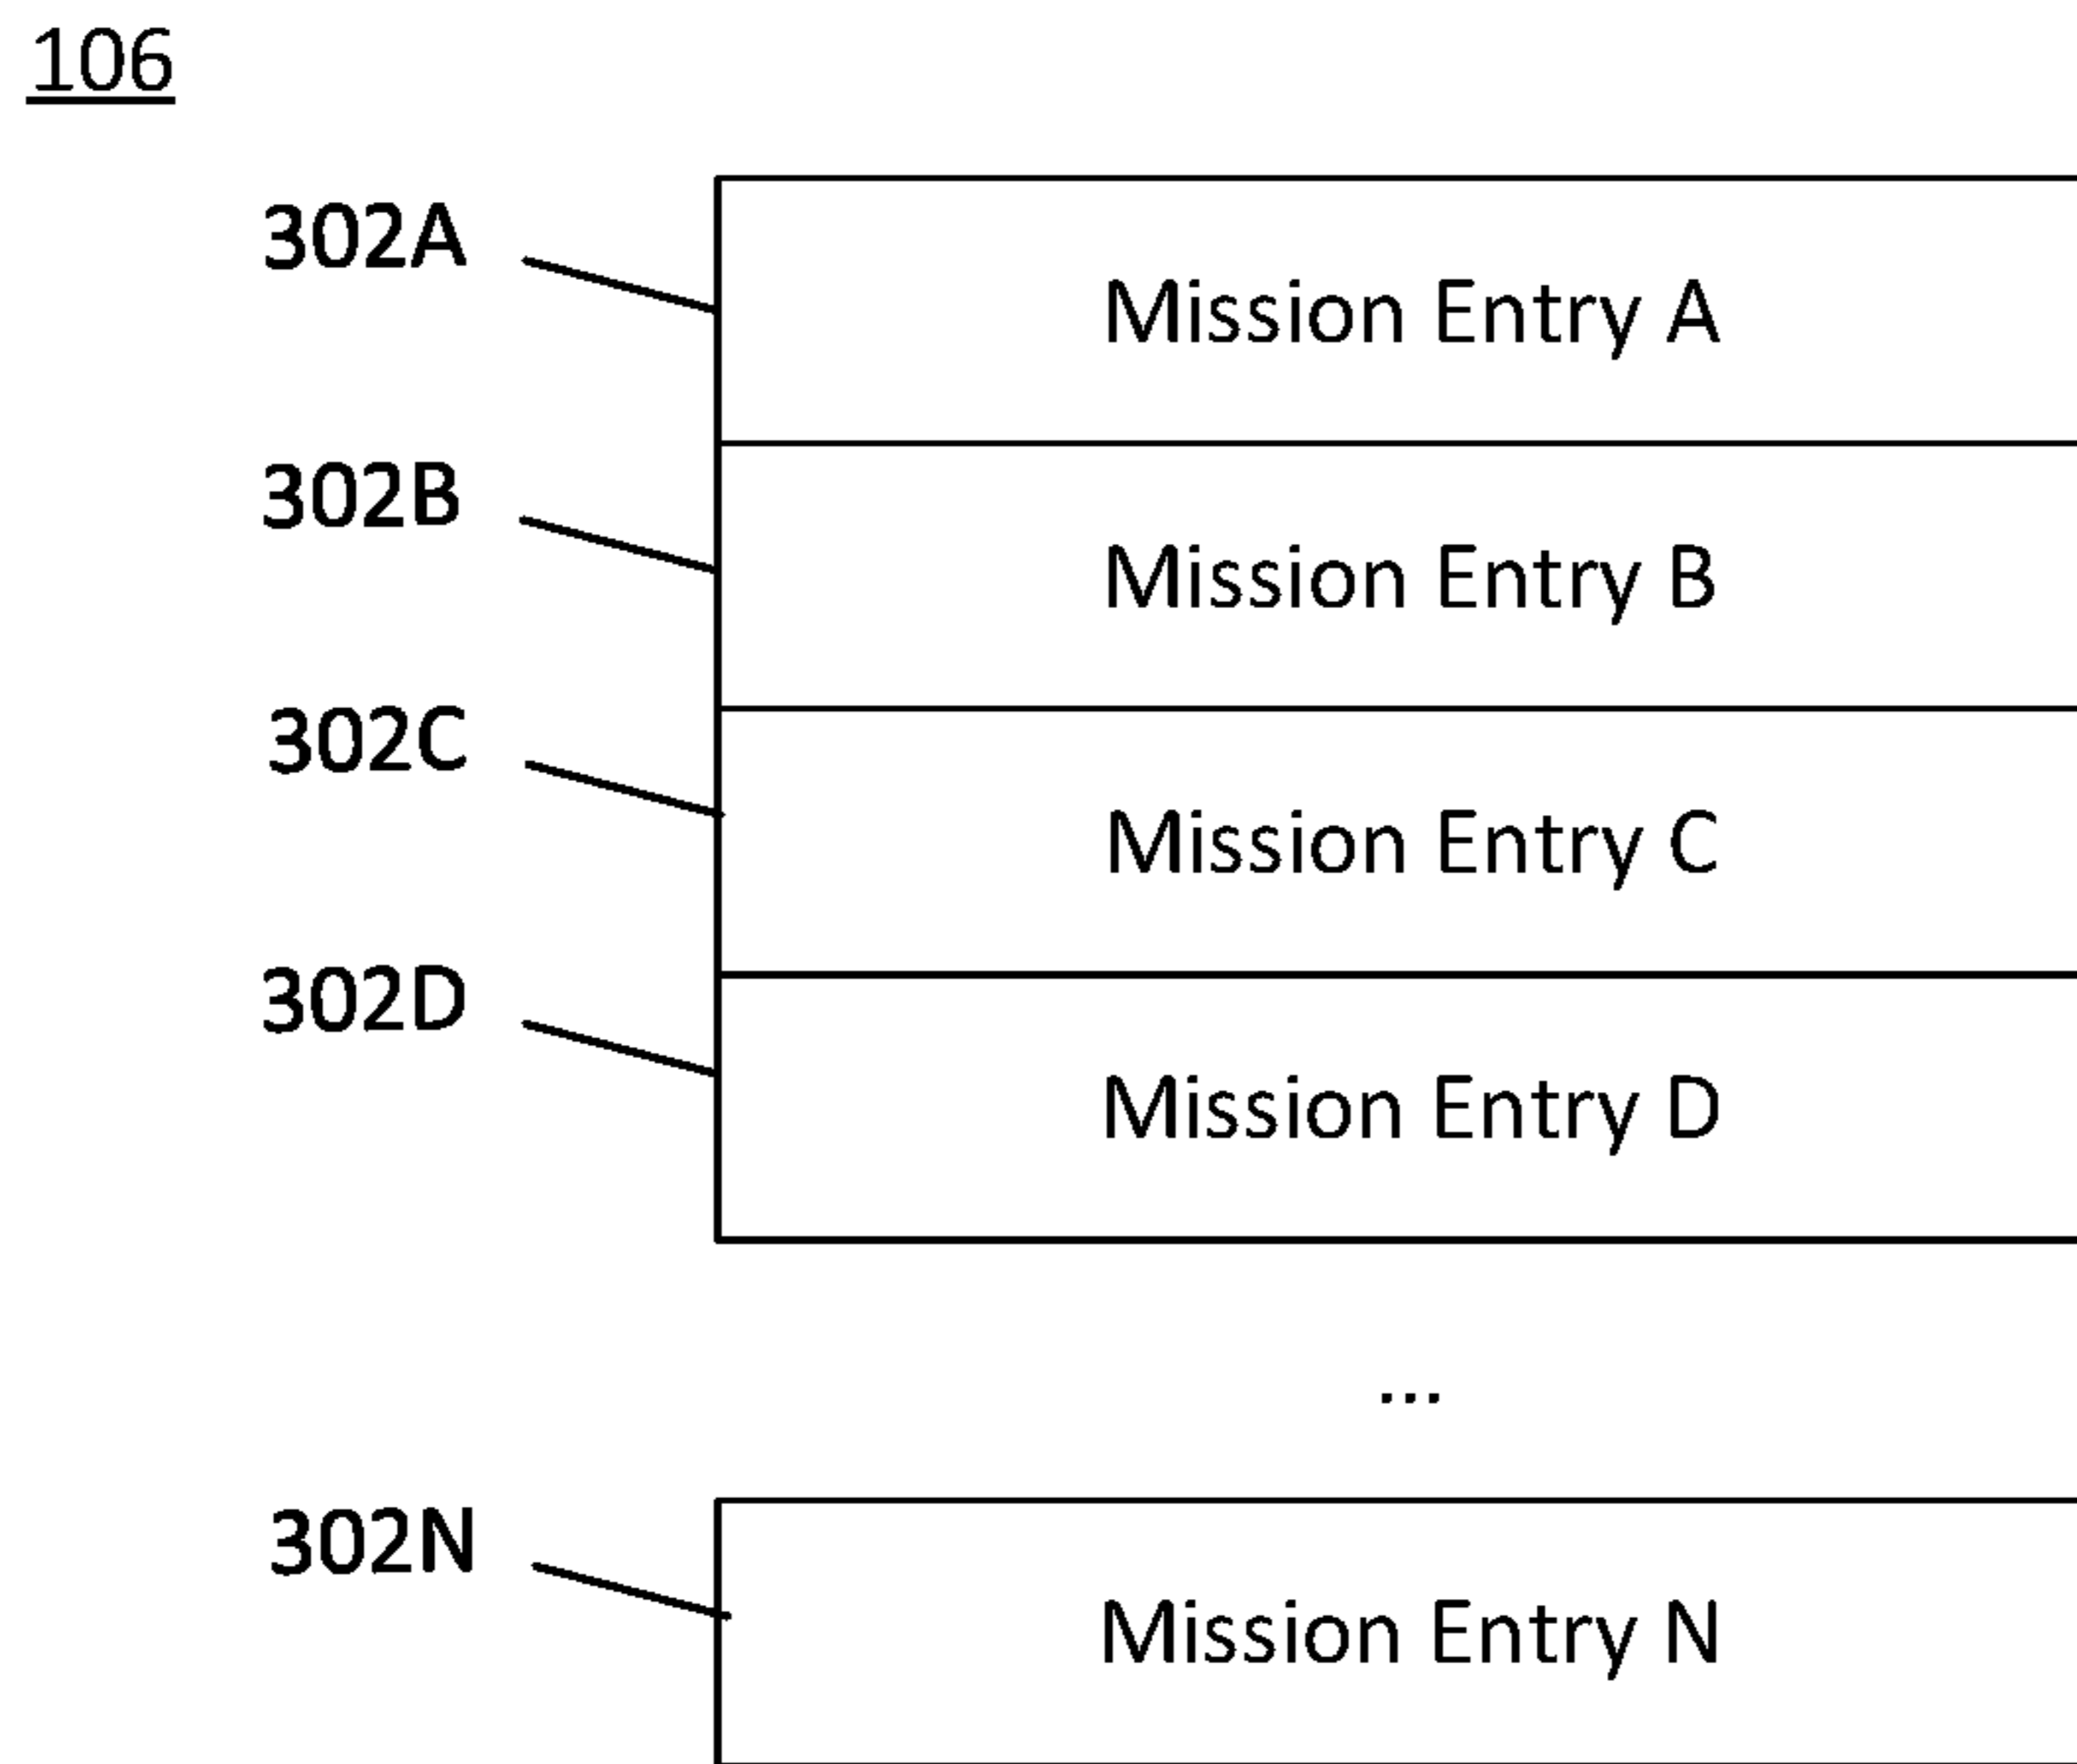 106
302A
Mission Entry A
302B
Mission Entry B
302C
Mission Entry C
302D
Mission Entry D
...
302N
Mission Entry N